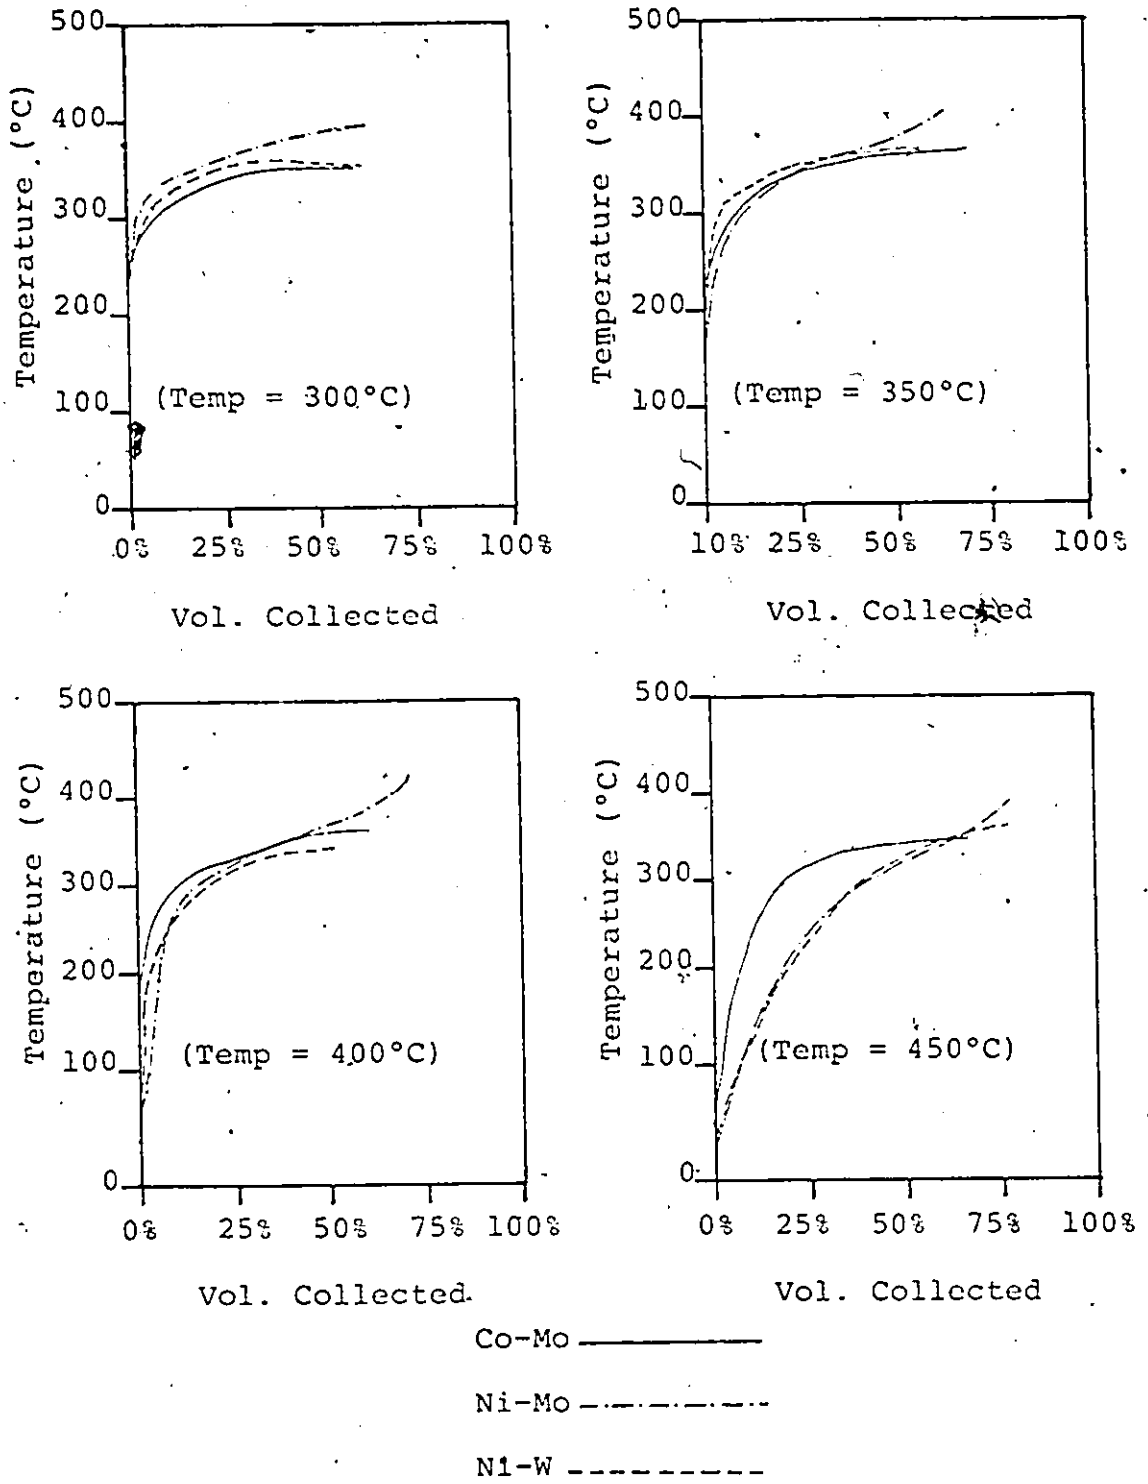 500
400
300
200
100
0
Temperature (°C)
(Temp = 300°C)
0% 25% 50% 75% 100%
Vol. Collected
500
400
300
200
100
0
Temperature (°C)
(Temp = 350°C)
10% 25% 50% 75% 100%
Vol. Collected
500
400
300
200
100
0
Temperature (°C)
(Temp = 400°C)
0% 25% 50% 75% 100%
Vol. Collected
500
400
300
200
100
0
Temperature (°C)
(Temp = 450°C)
0% 25% 50% 75% 100%
Vol. Collected
Co-Mo
Ni-Mo
N1-W